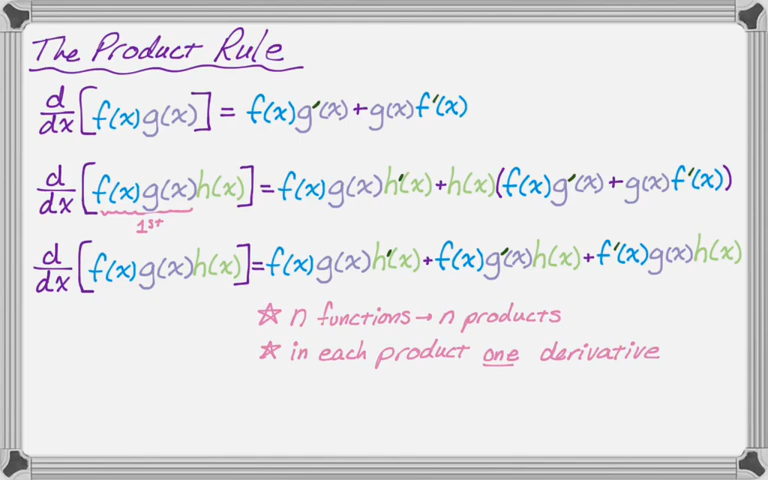 The Product Rule
d/dx [f(x)g(x)] = f(x)g'(x) + g(x)f'(x)
d/dx [f(x)g(x)h(x)] = f(x)g(x)h'(x) + h(x)(f(x)g'(x) + g(x)f'(x))
1st
d/dx [f(x)g(x)h(x)] = f(x)g(x)h'(x) + f(x)g'(x)h(x) + f'(x)g(x)h(x)
☆ n functions → n products
☆ in each product one derivative